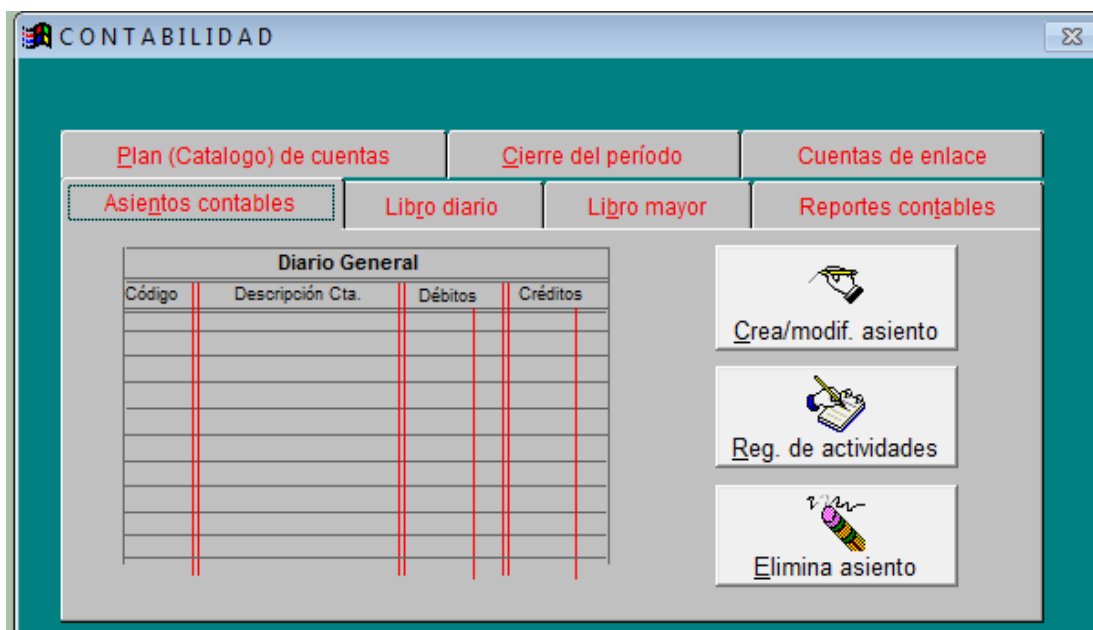 CONTABILIDAD
Plan (Catalogo) de cuentas
Cierre del período
Cuentas de enlace
Asientos contables
Libro diario
Libro mayor
Reportes contables
Diario General
Código
Descripción Cta.
Débitos
Créditos
Crea/modif. asiento
Reg. de actividades
Elimina asiento